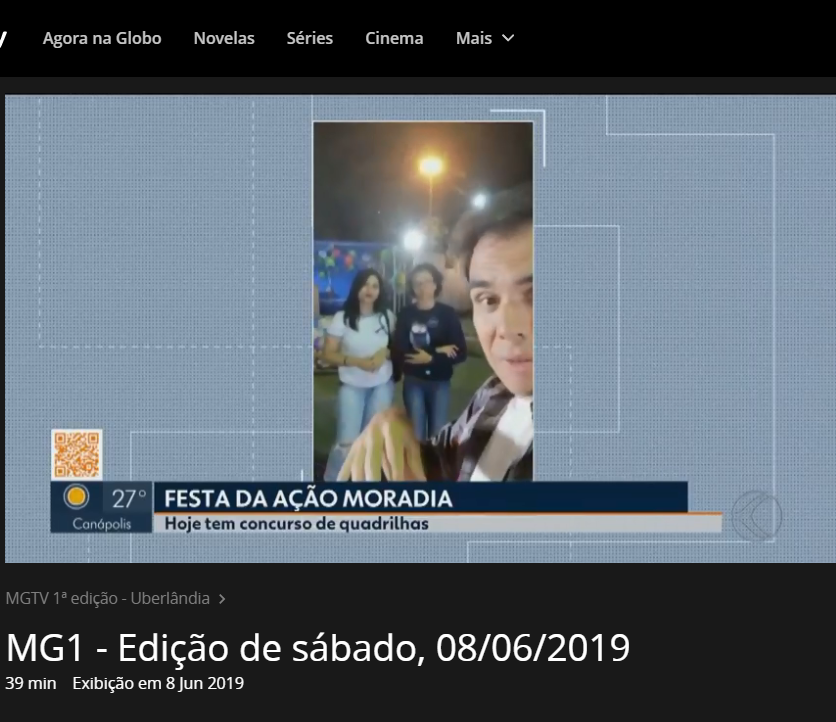 Agora na Globo Novelas Séries Cinema Mais
27° FESTA DA AÇÃO MORADIA
Canápolis Hoje tem concurso de quadrilhas
MGTV 1ª edição - Uberlândia
MG1 - Edição de sábado, 08/06/2019
39 min Exibição em 8 Jun 2019